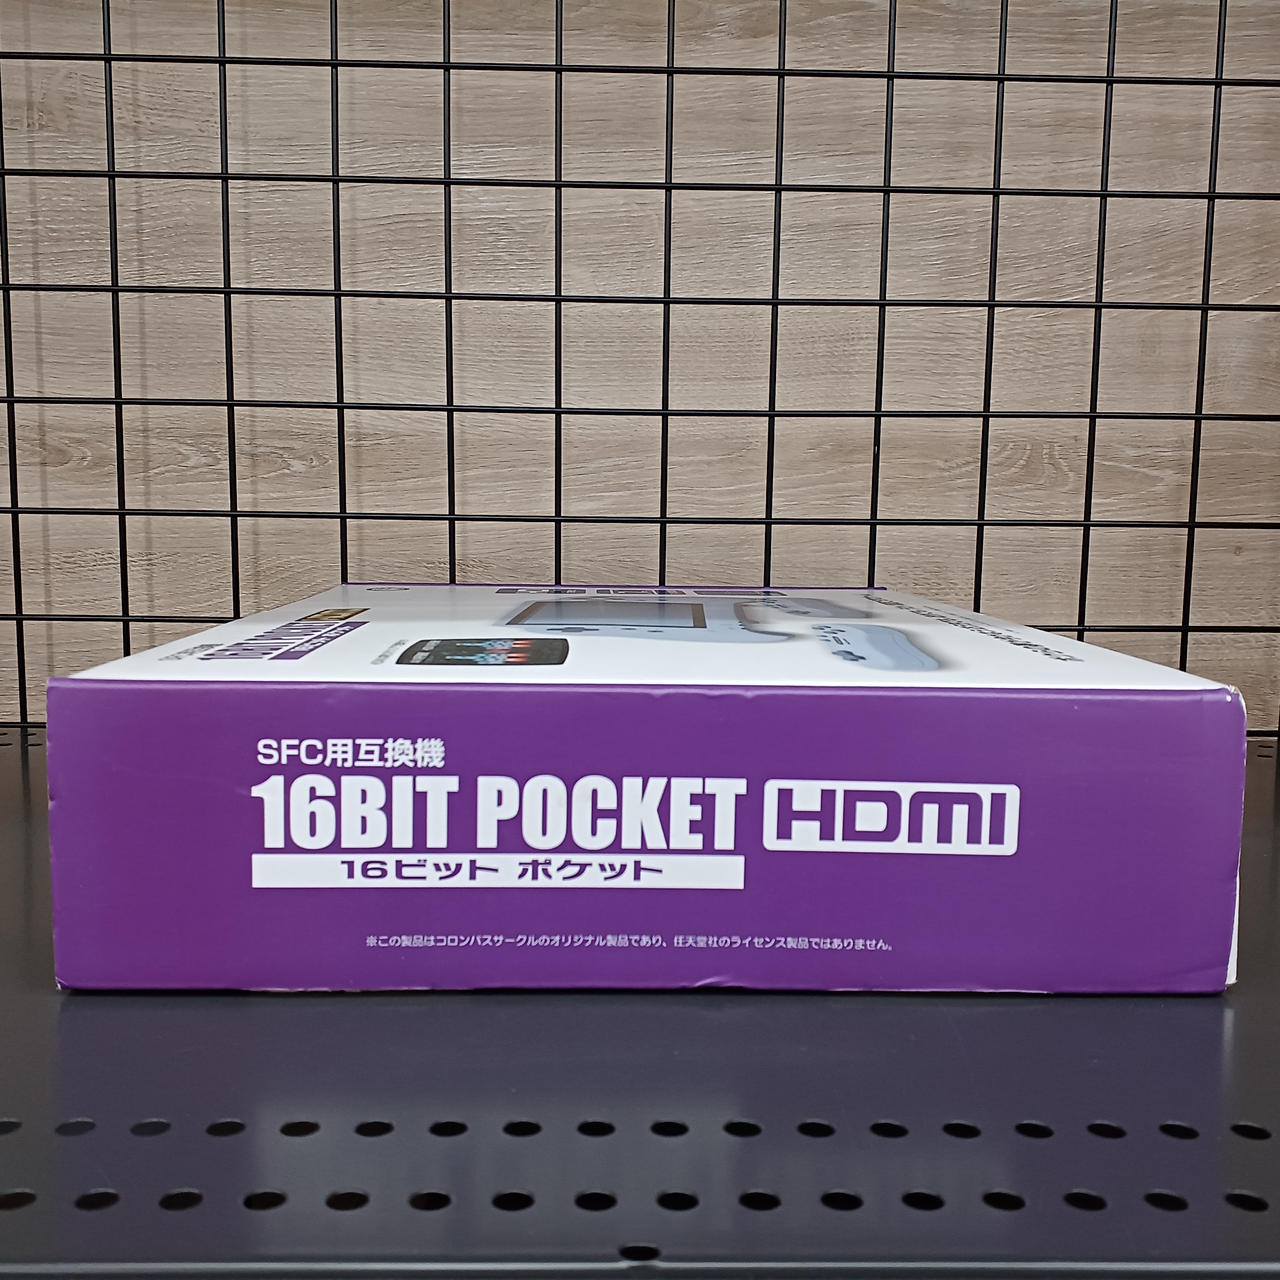 SFC用互換機
16BIT POCKET HDMI
16ビット ポケット
※この製品はコロンバスサークルのオリジナル製品であり、任天堂社のライセンス製品ではありません。